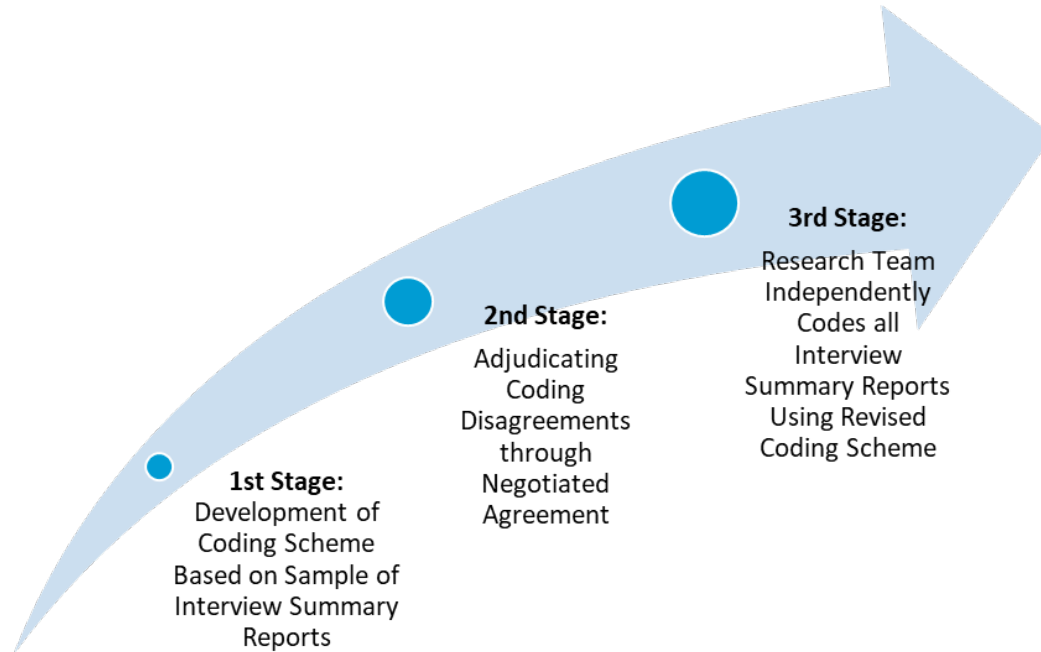 1st Stage:
Development of
Coding Scheme
Based on Sample of
Interview Summary
Reports
2nd Stage:
Adjudicating
Coding
Disagreements
through
Negotiated
Agreement
3rd Stage:
Research Team
Independently
Codes all
Interview
Summary Reports
Using Revised
Coding Scheme